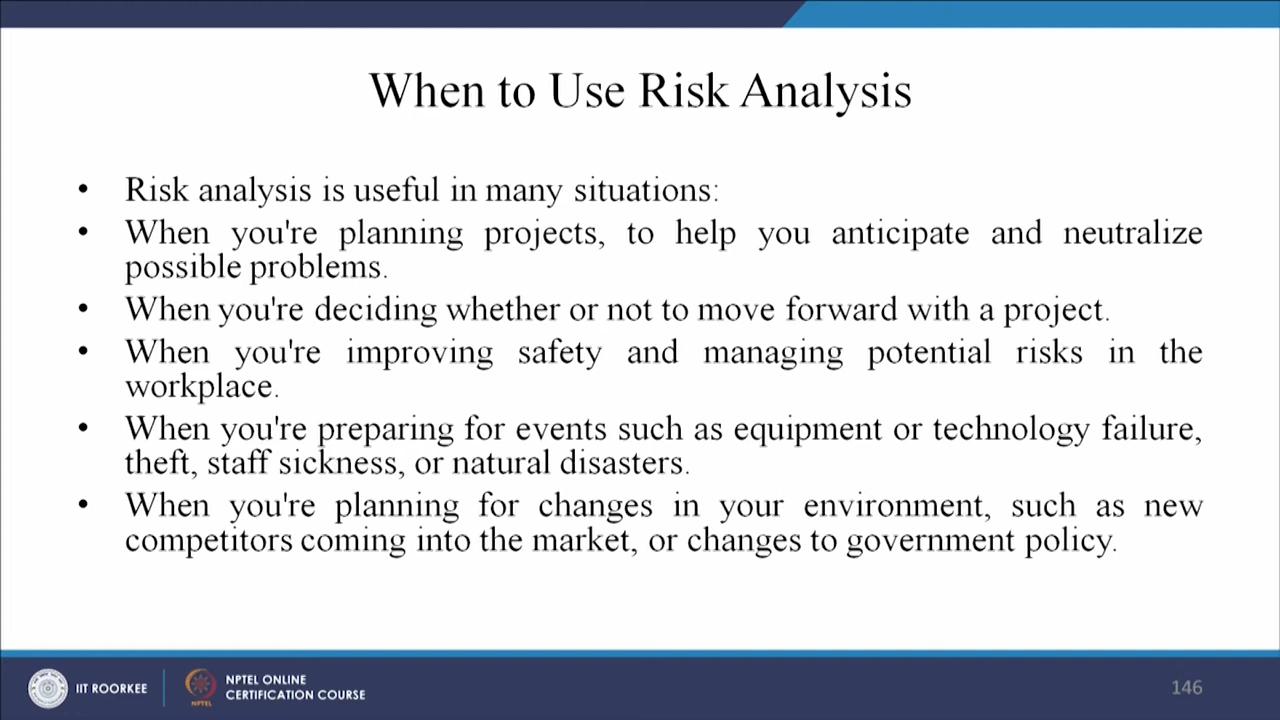 When to Use Risk Analysis
• Risk analysis is useful in many situations:
• When you're planning projects, to help you anticipate and neutralize
possible problems.
• When you're deciding whether or not to move forward with a project.
• When you're improving safety and managing potential risks in the
workplace.
• When you're preparing for events such as equipment or technology failure,
theft, staff sickness, or natural disasters.
• When you're planning for changes in your environment, such as new
competitors coming into the market, or changes to government policy.
IIT ROORKEE
NPTEL
NPTEL ONLINE
CERTIFICATION COURSE
146